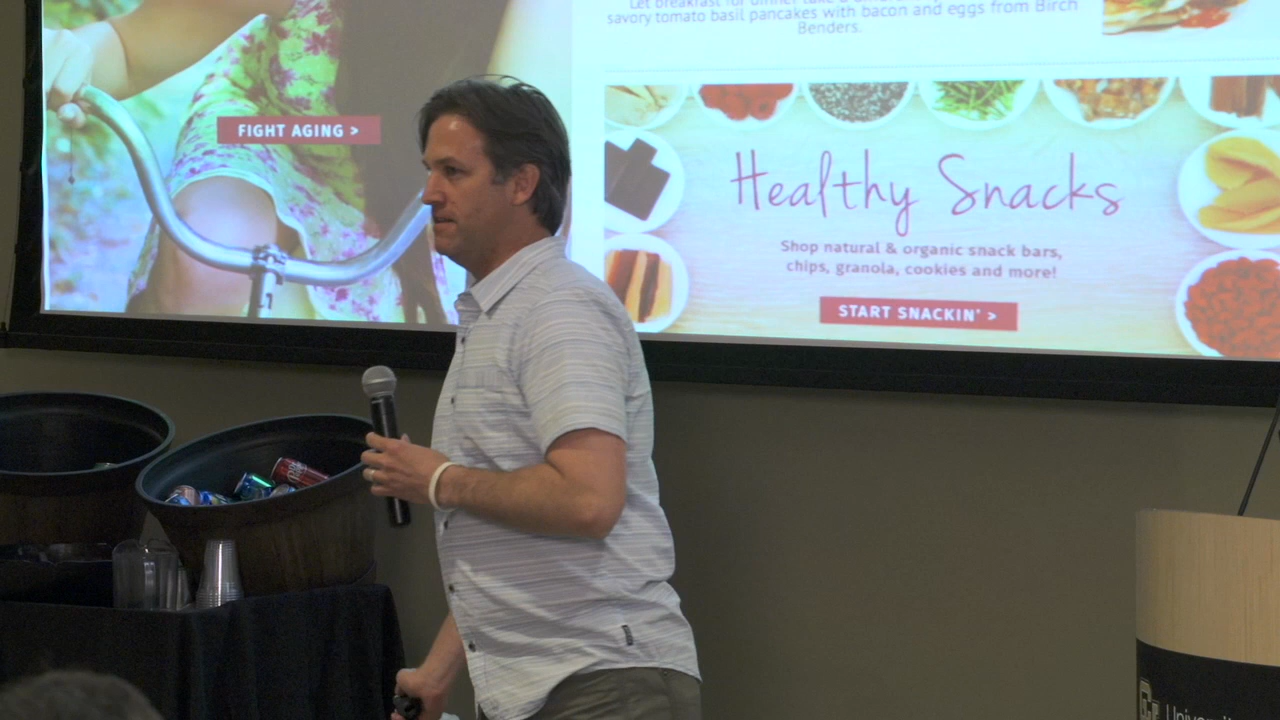 Let breakfast for dinner take a
savory tomato basil pancakes with bacon and eggs from Birch
Benders.
FIGHT AGING >
Healthy Snacks
Shop natural & organic snack bars,
chips, granola, cookies and more!
START SNACKIN' >